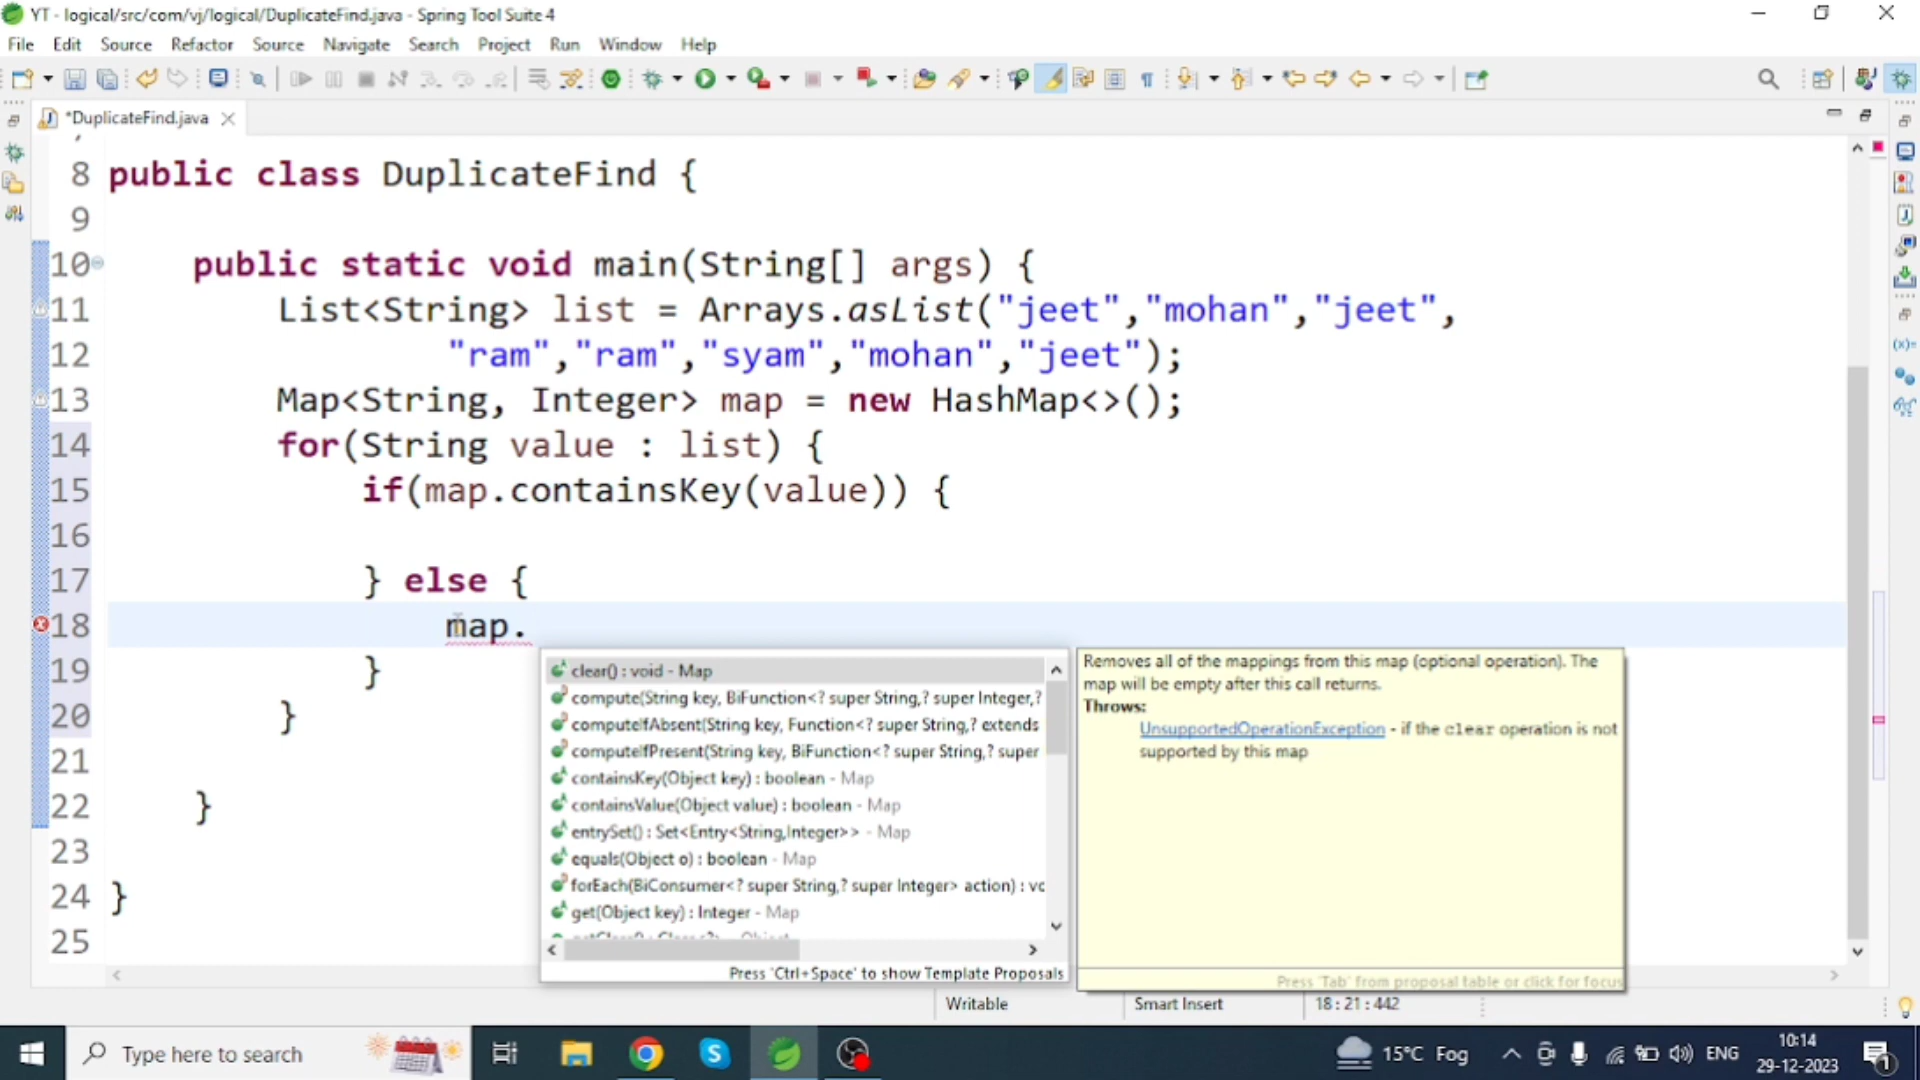 YT - logical/src/com/vj/logical/DuplicateFind.java - Spring Tool Suite 4
File Edit Source Refactor Source Navigate Search Project Run Window Help
*DuplicateFind.java
8 public class DuplicateFind {
9
10 public static void main(String[] args) {
11 List<String> list = Arrays.asList("jeet","mohan","jeet",
12 "ram","ram","syam","mohan","jeet");
13 Map<String, Integer> map = new HashMap<>();
14 for(String value : list) {
15 if(map.containsKey(value)) {
16
17 } else {
18 map.
19 }
20 }
21
22 }
23
24 }
25
clear() : void - Map
compute(String key, BiFunction<? super String,? super Integer,?
computeIfAbsent(String key, Function<? super String,? extends
computeIfPresent(String key, BiFunction<? super String,? super
containsKey(Object key) : boolean - Map
containsValue(Object value) : boolean - Map
entrySet() : Set<Entry<String,Integer>> - Map
equals(Object o) : boolean - Map
forEach(BiConsumer<? super String,? super Integer> action) : vo
get(Object key) : Integer - Map
Press 'Ctrl+Space' to show Template Proposals
Removes all of the mappings from this map (optional operation). The
map will be empty after this call returns.
Throws:
UnsupportedOperationException - if the clear operation is not
supported by this map
Press 'Tab' from proposal table or click for focus
Writable Smart Insert 18 : 21 : 442
Type here to search
15°C Fog
ENG
10:14
29-12-2023
1